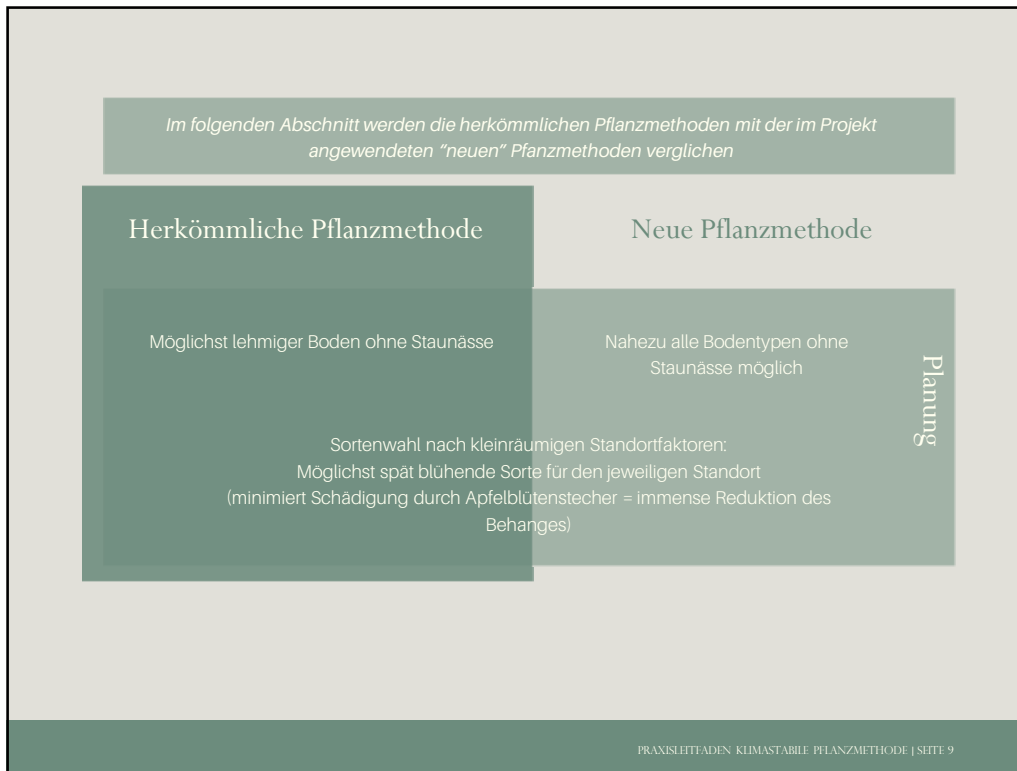 Im folgenden Abschnitt werden die herkömmlichen Pflanzmethoden mit der im Projekt
angewendeten “neuen” Pfanzmethoden verglichen
Herkömmliche Pflanzmethode
Neue Pflanzmethode
Möglichst lehmiger Boden ohne Staunässe
Nahezu alle Bodentypen ohne
Staunässe möglich
Planung
Sortenwahl nach kleinräumigen Standortfaktoren:
Möglichst spät blühende Sorte für den jeweiligen Standort
(minimiert Schädigung durch Apfelblütenstecher = immense Reduktion des
Behanges)
PRAXISLEITFADEN KLIMASTABILE PFLANZMETHODE | SEITE 9